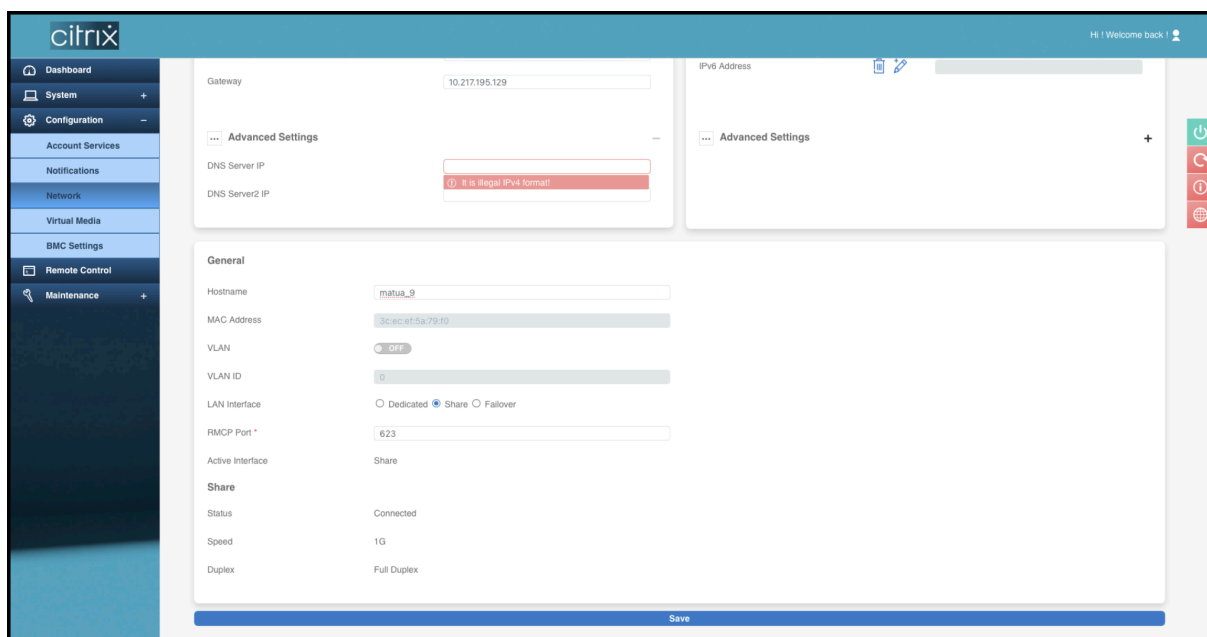 citrix
Hi ! Welcome back !
Dashboard
System +
Configuration −
Account Services
Notifications
Network
Virtual Media
BMC Settings
Remote Control
Maintenance +
Gateway 10.217.195.129
... Advanced Settings −
DNS Server IP
It is illegal IPv4 format!
DNS Server2 IP
IPv6 Address
... Advanced Settings +
General
Hostname matua_9
MAC Address 3c:ec:ef:5a:79:f0
VLAN OFF
VLAN ID 0
LAN Interface Dedicated Share Failover
RMCP Port * 623
Active Interface Share
Share
Status Connected
Speed 1G
Duplex Full Duplex
Save